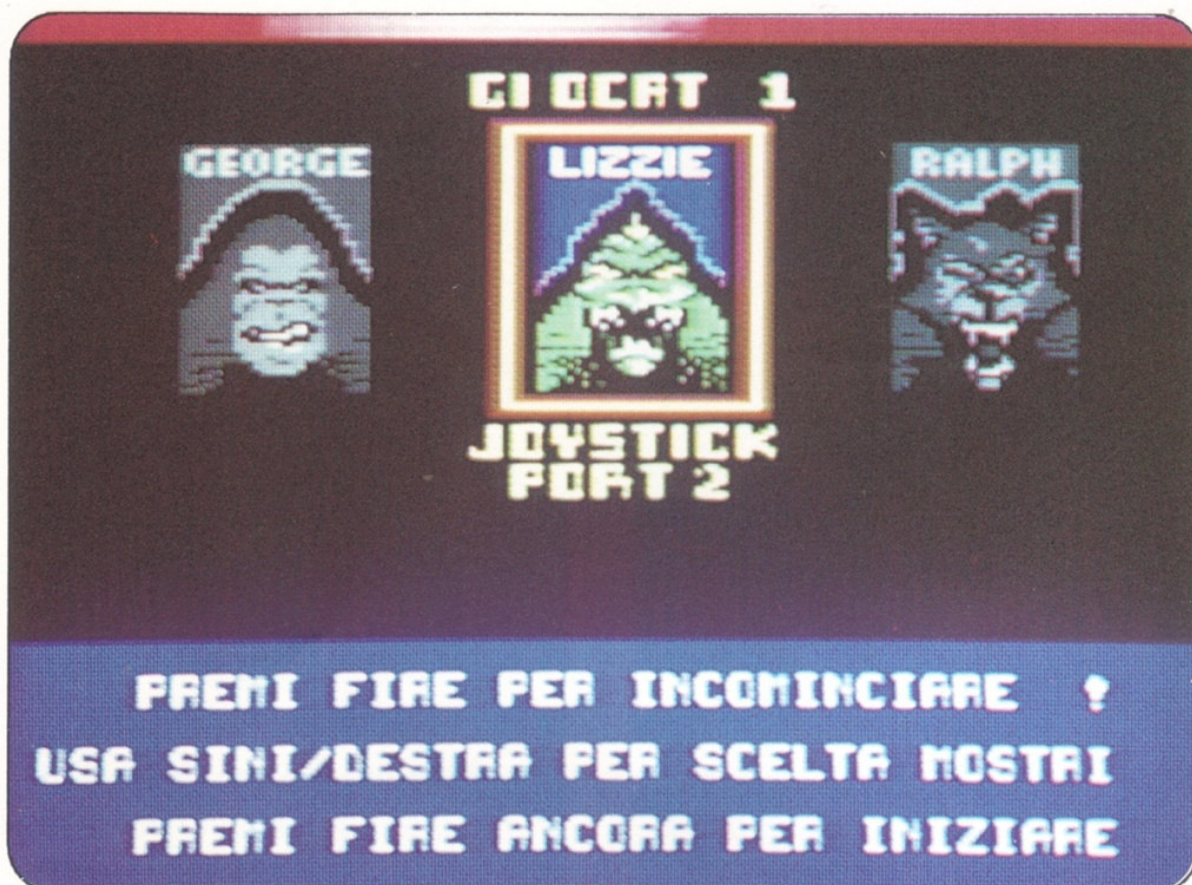 GIOCAT 1
GEORGE LIZZIE RALPH
JOYSTICK
PORT 2
PREMI FIRE PER INCOMINCIARE !
USA SINI/DESTRA PER SCELTA MOSTRI
PREMI FIRE ANCORA PER INIZIARE